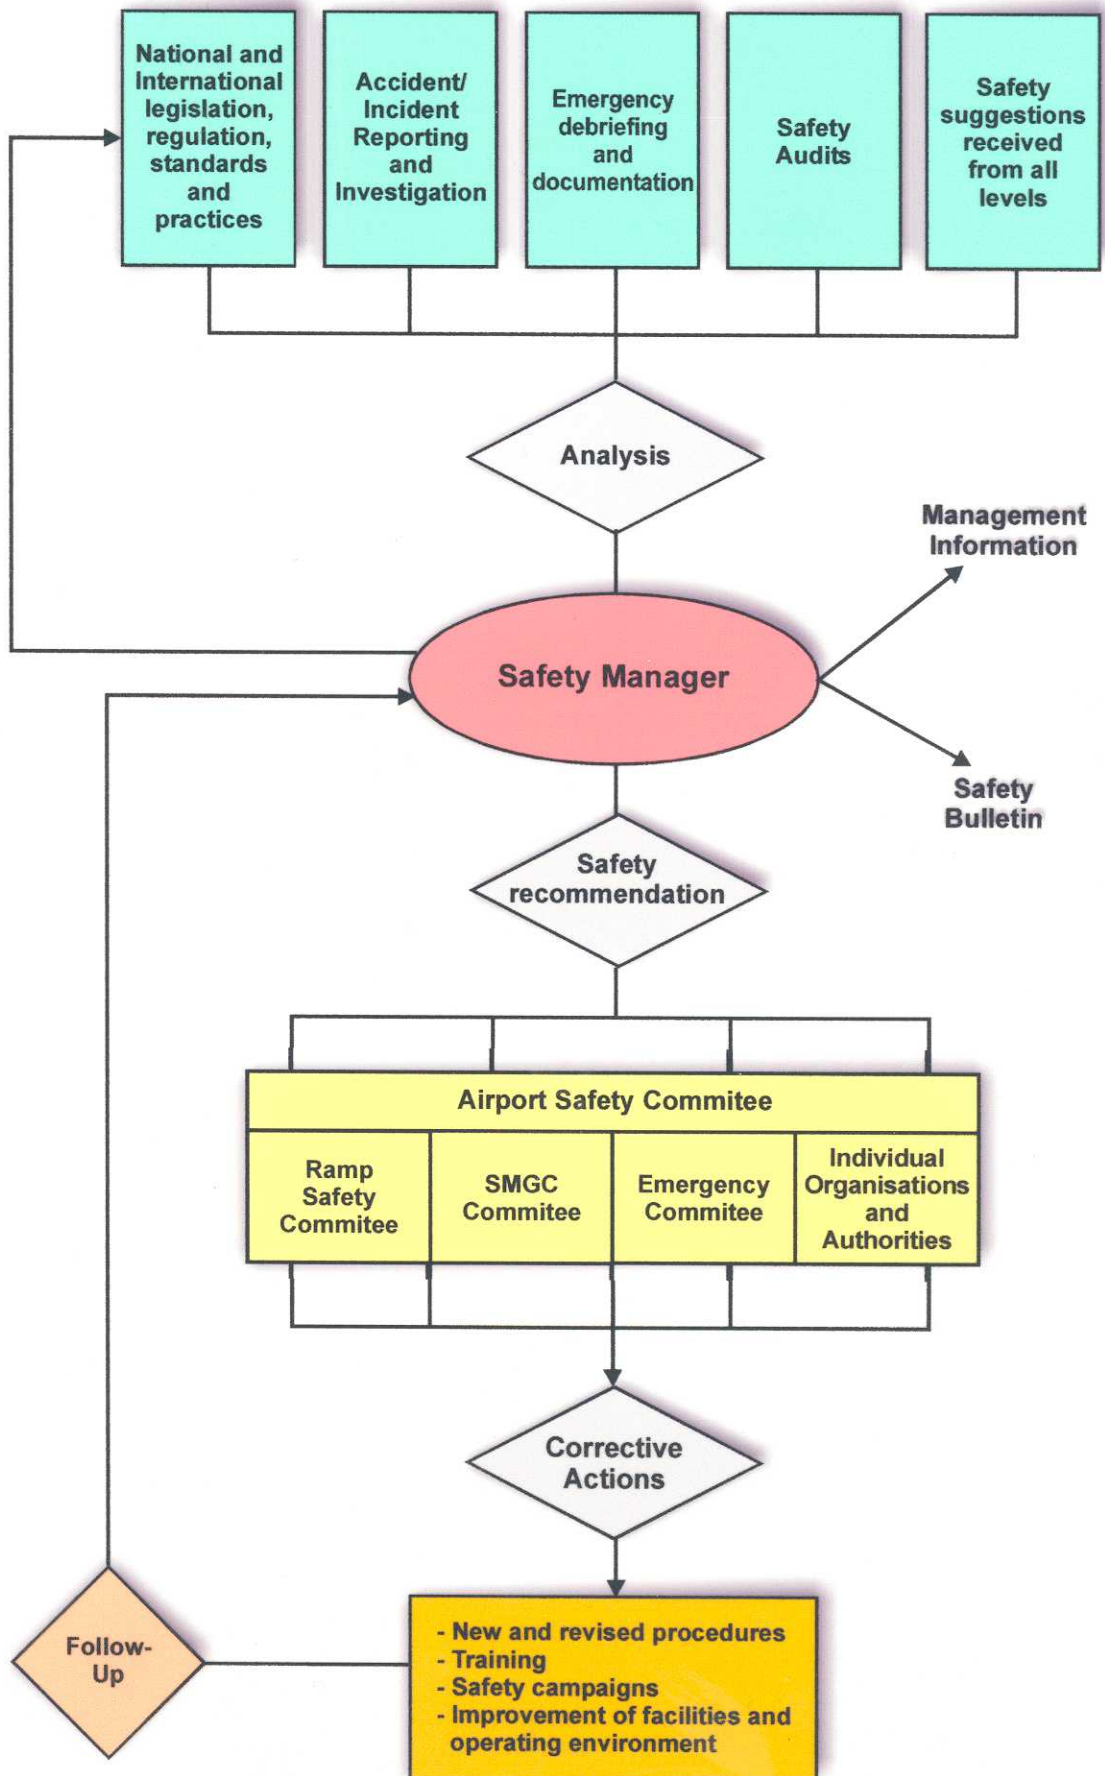 National and
International
legislation,
regulation,
standards
and
practices
Accident/
Incident
Reporting
and
Investigation
Emergency
debriefing
and
documentation
Safety
Audits
Safety
suggestions
received
from all
levels
Analysis
Management
Information
Safety Manager
Safety
Bulletin
Safety
recommendation
Airport Safety Commitee
Ramp
Safety
Commitee
SMGC
Commitee
Emergency
Commitee
Individual
Organisations
and
Authorities
Corrective
Actions
Follow-
Up
- New and revised procedures
- Training
- Safety campaigns
- Improvement of facilities and
operating environment